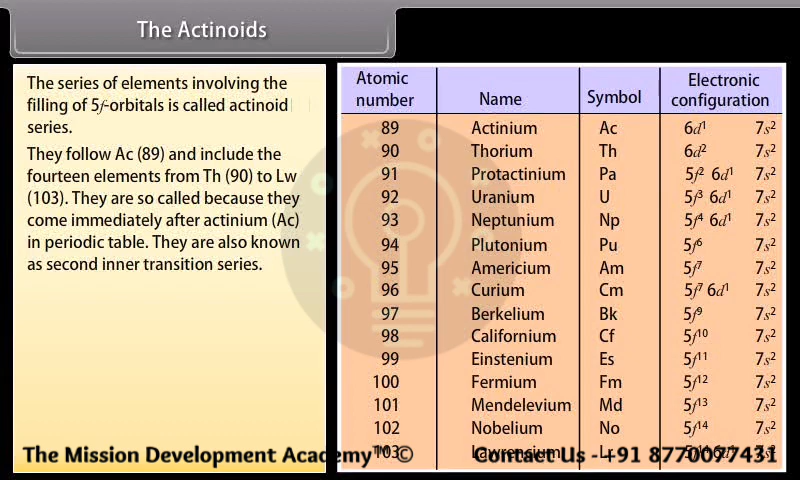 The Actinoids
The series of elements involving the
filling of 5f-orbitals is called actinoid
series.
They follow Ac (89) and include the
fourteen elements from Th (90) to Lw
(103). They are so called because they
come immediately after actinium (Ac)
in periodic table. They are also known
as second inner transition series.
Atomic number Name Symbol Electronic configuration
89 Actinium Ac 6d¹ 7s²
90 Thorium Th 6d² 7s²
91 Protactinium Pa 5f² 6d¹ 7s²
92 Uranium U 5f³ 6d¹ 7s²
93 Neptunium Np 5f⁴ 6d¹ 7s²
94 Plutonium Pu 5f⁶ 7s²
95 Americium Am 5f⁷ 7s²
96 Curium Cm 5f⁷ 6d¹ 7s²
97 Berkelium Bk 5f⁹ 7s²
98 Californium Cf 5f¹⁰ 7s²
99 Einstenium Es 5f¹¹ 7s²
100 Fermium Fm 5f¹² 7s²
101 Mendelevium Md 5f¹³ 7s²
102 Nobelium No 5f¹⁴ 7s²
103 Lawrencium Lr 5f¹⁴ 6d¹ 7s²
The Mission Development Academy™ © Contact Us - +91 8770077431